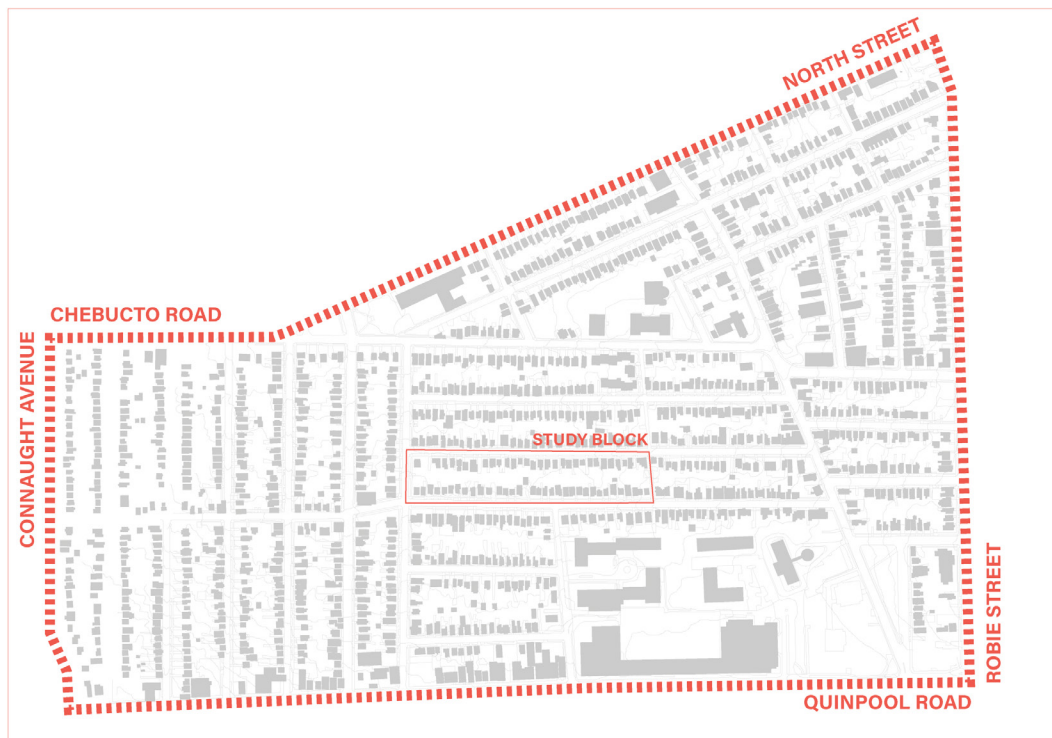 NORTH STREET
CHEBUCTO ROAD
CONNAUGHT AVENUE
STUDY BLOCK
ROBIE STREET
QUINPOOL ROAD